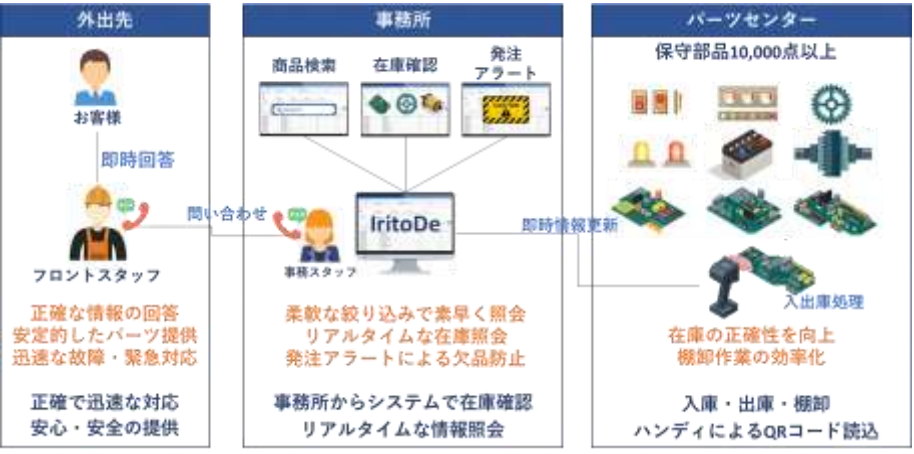 外出先
お客様
即時回答
フロントスタッフ
正確な情報の回答
安定的したパーツ提供
迅速な故障・緊急対応
正確で迅速な対応
安心・安全の提供
問い合わせ
事務所
商品検索
在庫確認
発注
アラート
IritoDe
事務スタッフ
柔軟な絞り込みで素早く照会
リアルタイムな在庫照会
発注アラートによる欠品防止
事務所からシステムで在庫確認
リアルタイムな情報照会
即時情報更新
パーツセンター
保守部品10,000点以上
入出庫処理
在庫の正確性を向上
棚卸作業の効率化
入庫・出庫・棚卸
ハンディによるQRコード読込